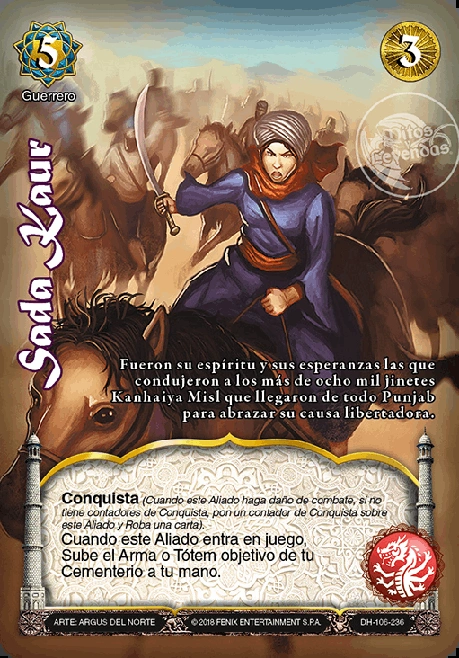 5
3
Guerrero
Mitos
Leyendas
Sada Kaur
Fueron su espíritu y sus esperanzas las que
condujeron a los más de ocho mil jinetes
Kanhaiya Misl que llegaron de todo Punjab
para abrazar su causa libertadora.
Conquista (Cuando este Aliado haga daño de combate, si no
tiene contadores de Conquista, pon un contador de Conquista sobre
este Aliado y Roba una carta).
Cuando este Aliado entra en juego,
Sube el Arma o Tótem objetivo de tu
Cementerio a tu mano.
ARTE: ARGUS DEL NORTE
© 2018 FENIX ENTERTAINMENT S.P.A.
DH-106-236